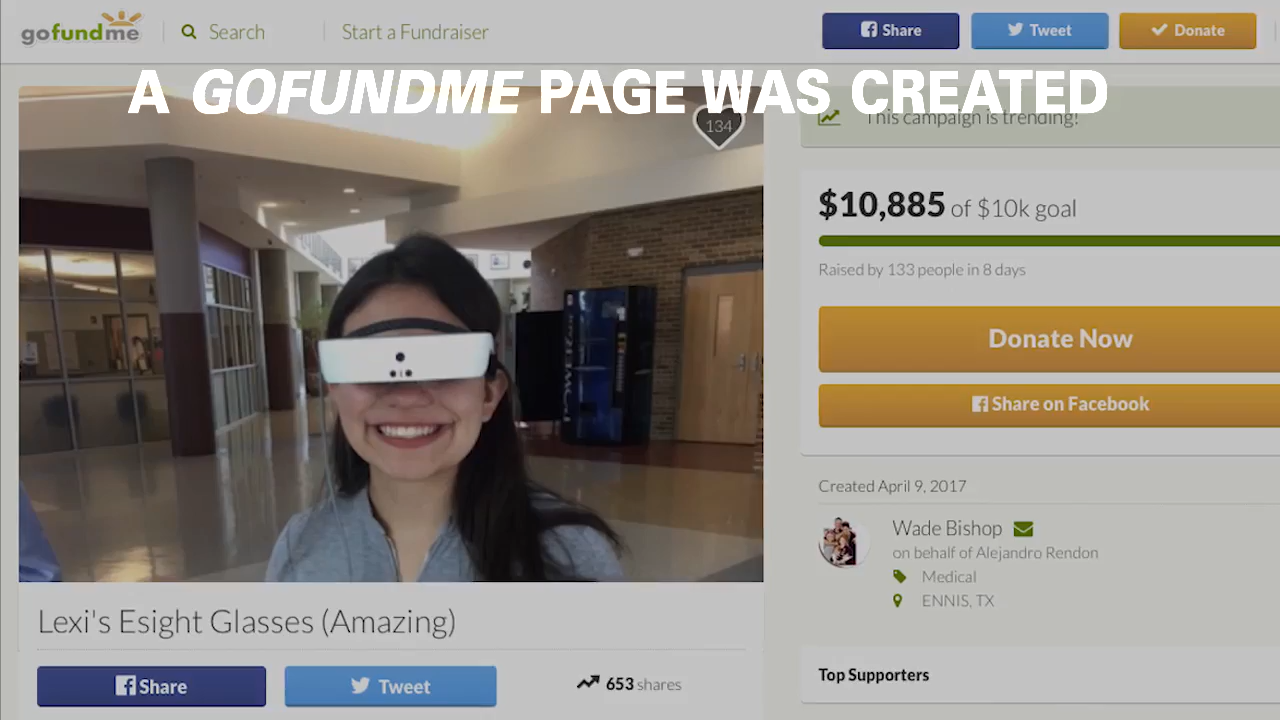 gofundme
Search
Start a Fundraiser
Share
Tweet
Donate
A GOFUNDME PAGE WAS CREATED
134
This campaign is trending!
$10,885 of $10k goal
Raised by 133 people in 8 days
Donate Now
Share on Facebook
Created April 9, 2017
Wade Bishop
on behalf of Alejandro Rendon
Medical
ENNIS, TX
Top Supporters
Lexi's Esight Glasses (Amazing)
Share
Tweet
653 shares